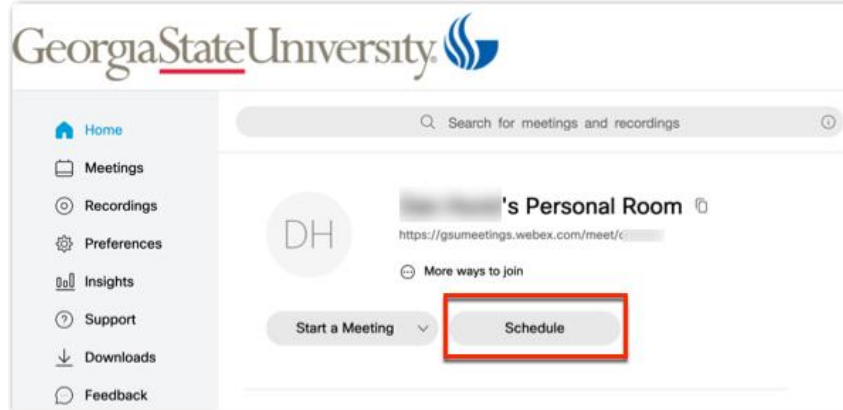 GeorgiaStateUniversity.
Home
Search for meetings and recordings
Meetings
Recordings
's Personal Room
DH
https://gsumeetings.webex.com/meet/
Preferences
More ways to join
Insights
Support
Start a Meeting
Schedule
Downloads
Feedback